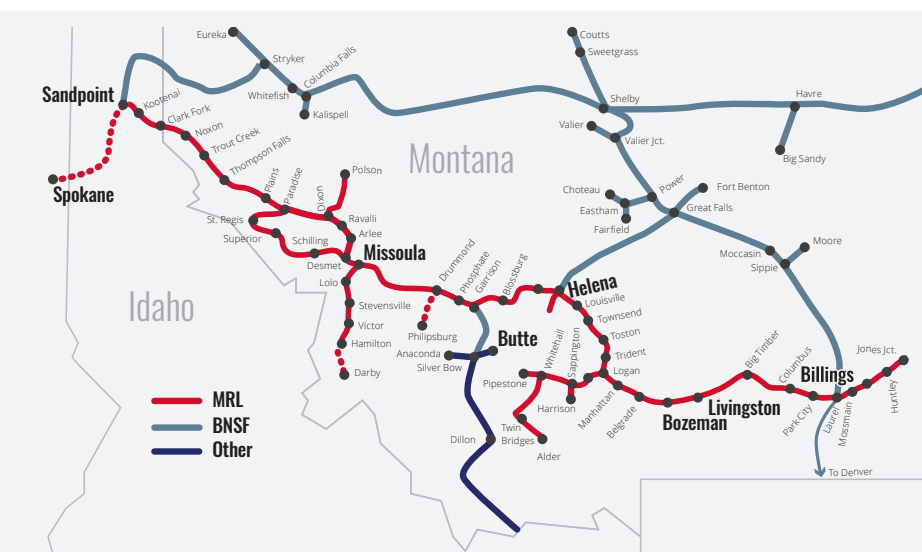 Eureka
Stryker
Columbia Falls
Whitefish
Kalispell
Coutts
Sweetgrass
Shelby
Havre
Valier
Valier Jct.
Big Sandy
Sandpoint
Kootenai
Clark Fork
Noxon
Trout Creek
Thompson Falls
Montana
Spokane
Plains
Paradise
Dixon
Polson
Choteau
Power
Fort Benton
Eastham
Great Falls
Fairfield
St. Regis
Ravalli
Superior
Schilling
Arlee
Desmet
Missoula
Moccasin
Moore
Sippie
Lolo
Drummond
Phosphate
Garrison
Blossburg
Helena
Louisville
Idaho
Stevensville
Victor
Hamilton
Philipsburg
Townsend
Toston
Butte
Anaconda
Silver Bow
Whitehall
Sappington
Trident
Logan
Darby
Pipestone
Harrison
Manhattan
Belgrade
Bozeman
Livingston
Big Timber
Columbus
Billings
Jones Jct.
Park City
Laurel
Mossmain
Huntley
MRL
BNSF
Other
Dillon
Twin
Bridges
Alder
To Denver